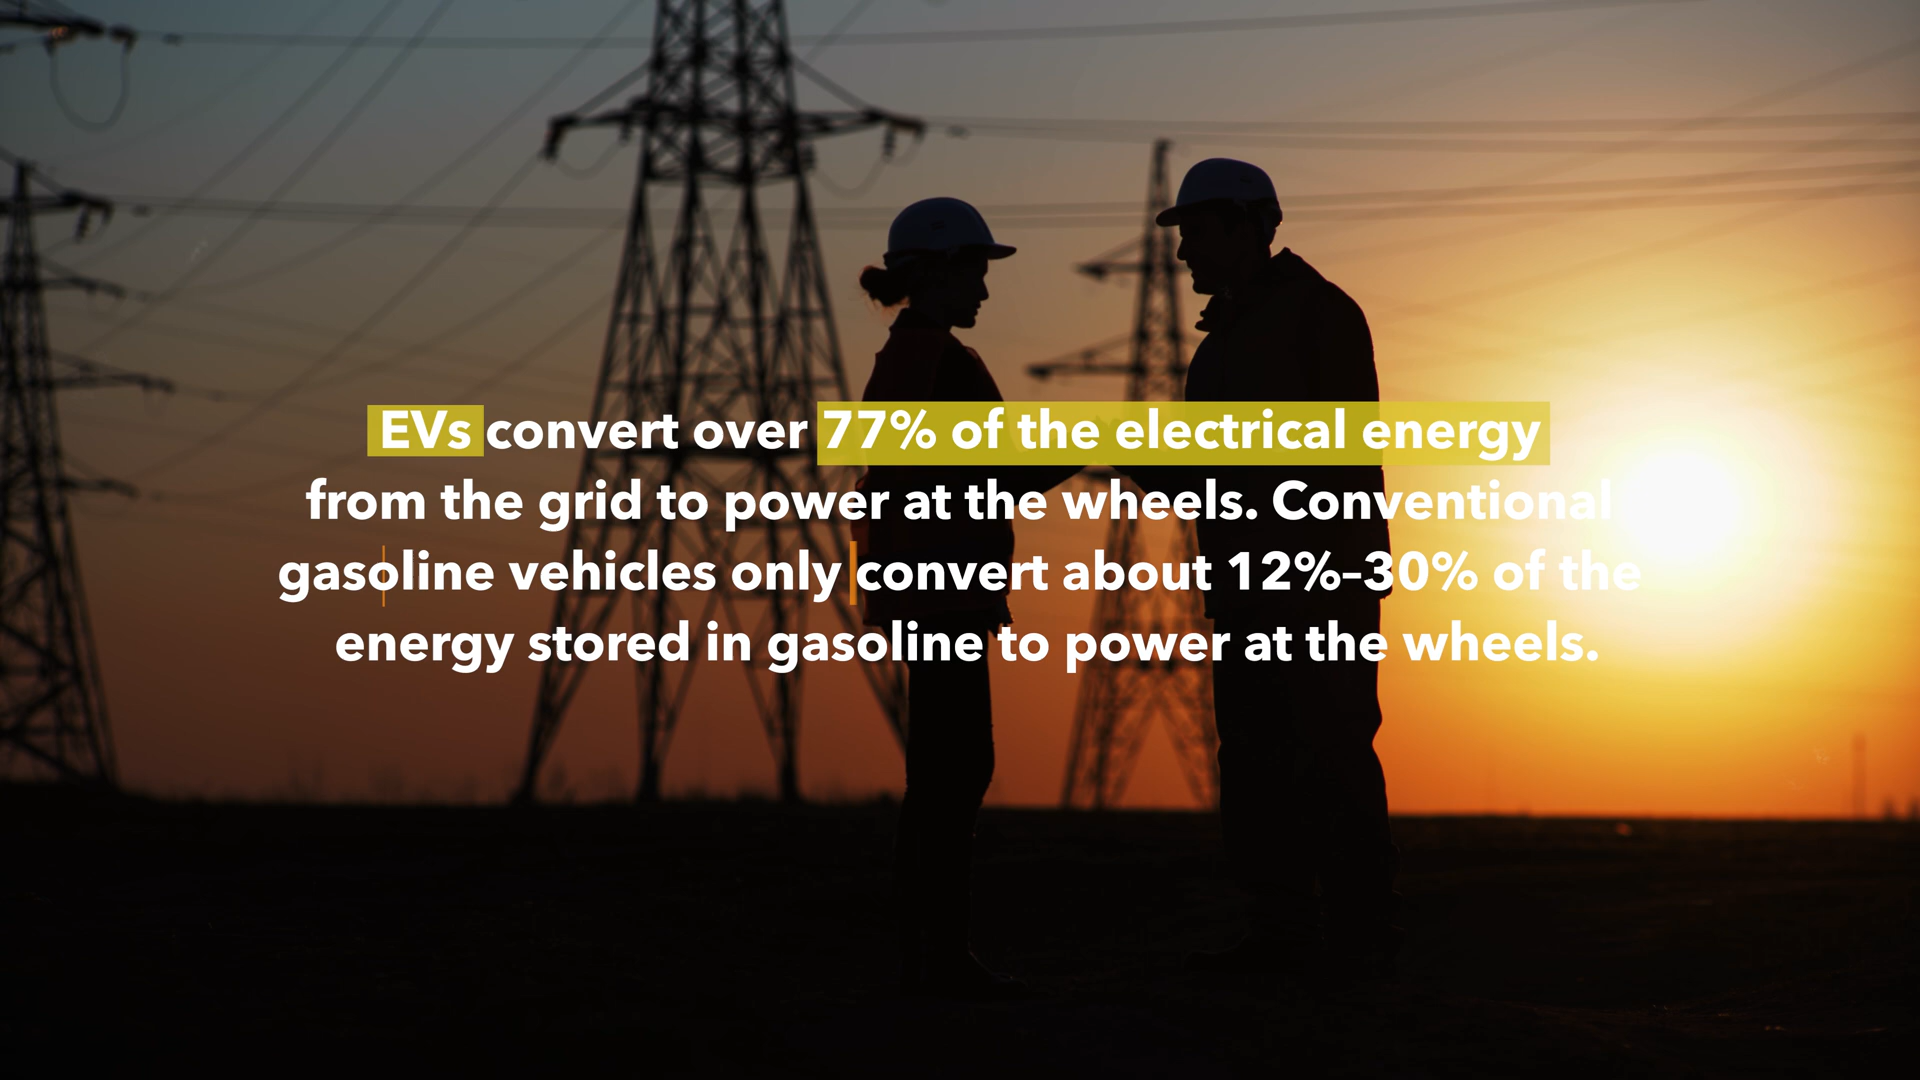 EVs convert over 77% of the electrical energy
from the grid to power at the wheels. Conventional
gasoline vehicles only convert about 12%–30% of the
energy stored in gasoline to power at the wheels.